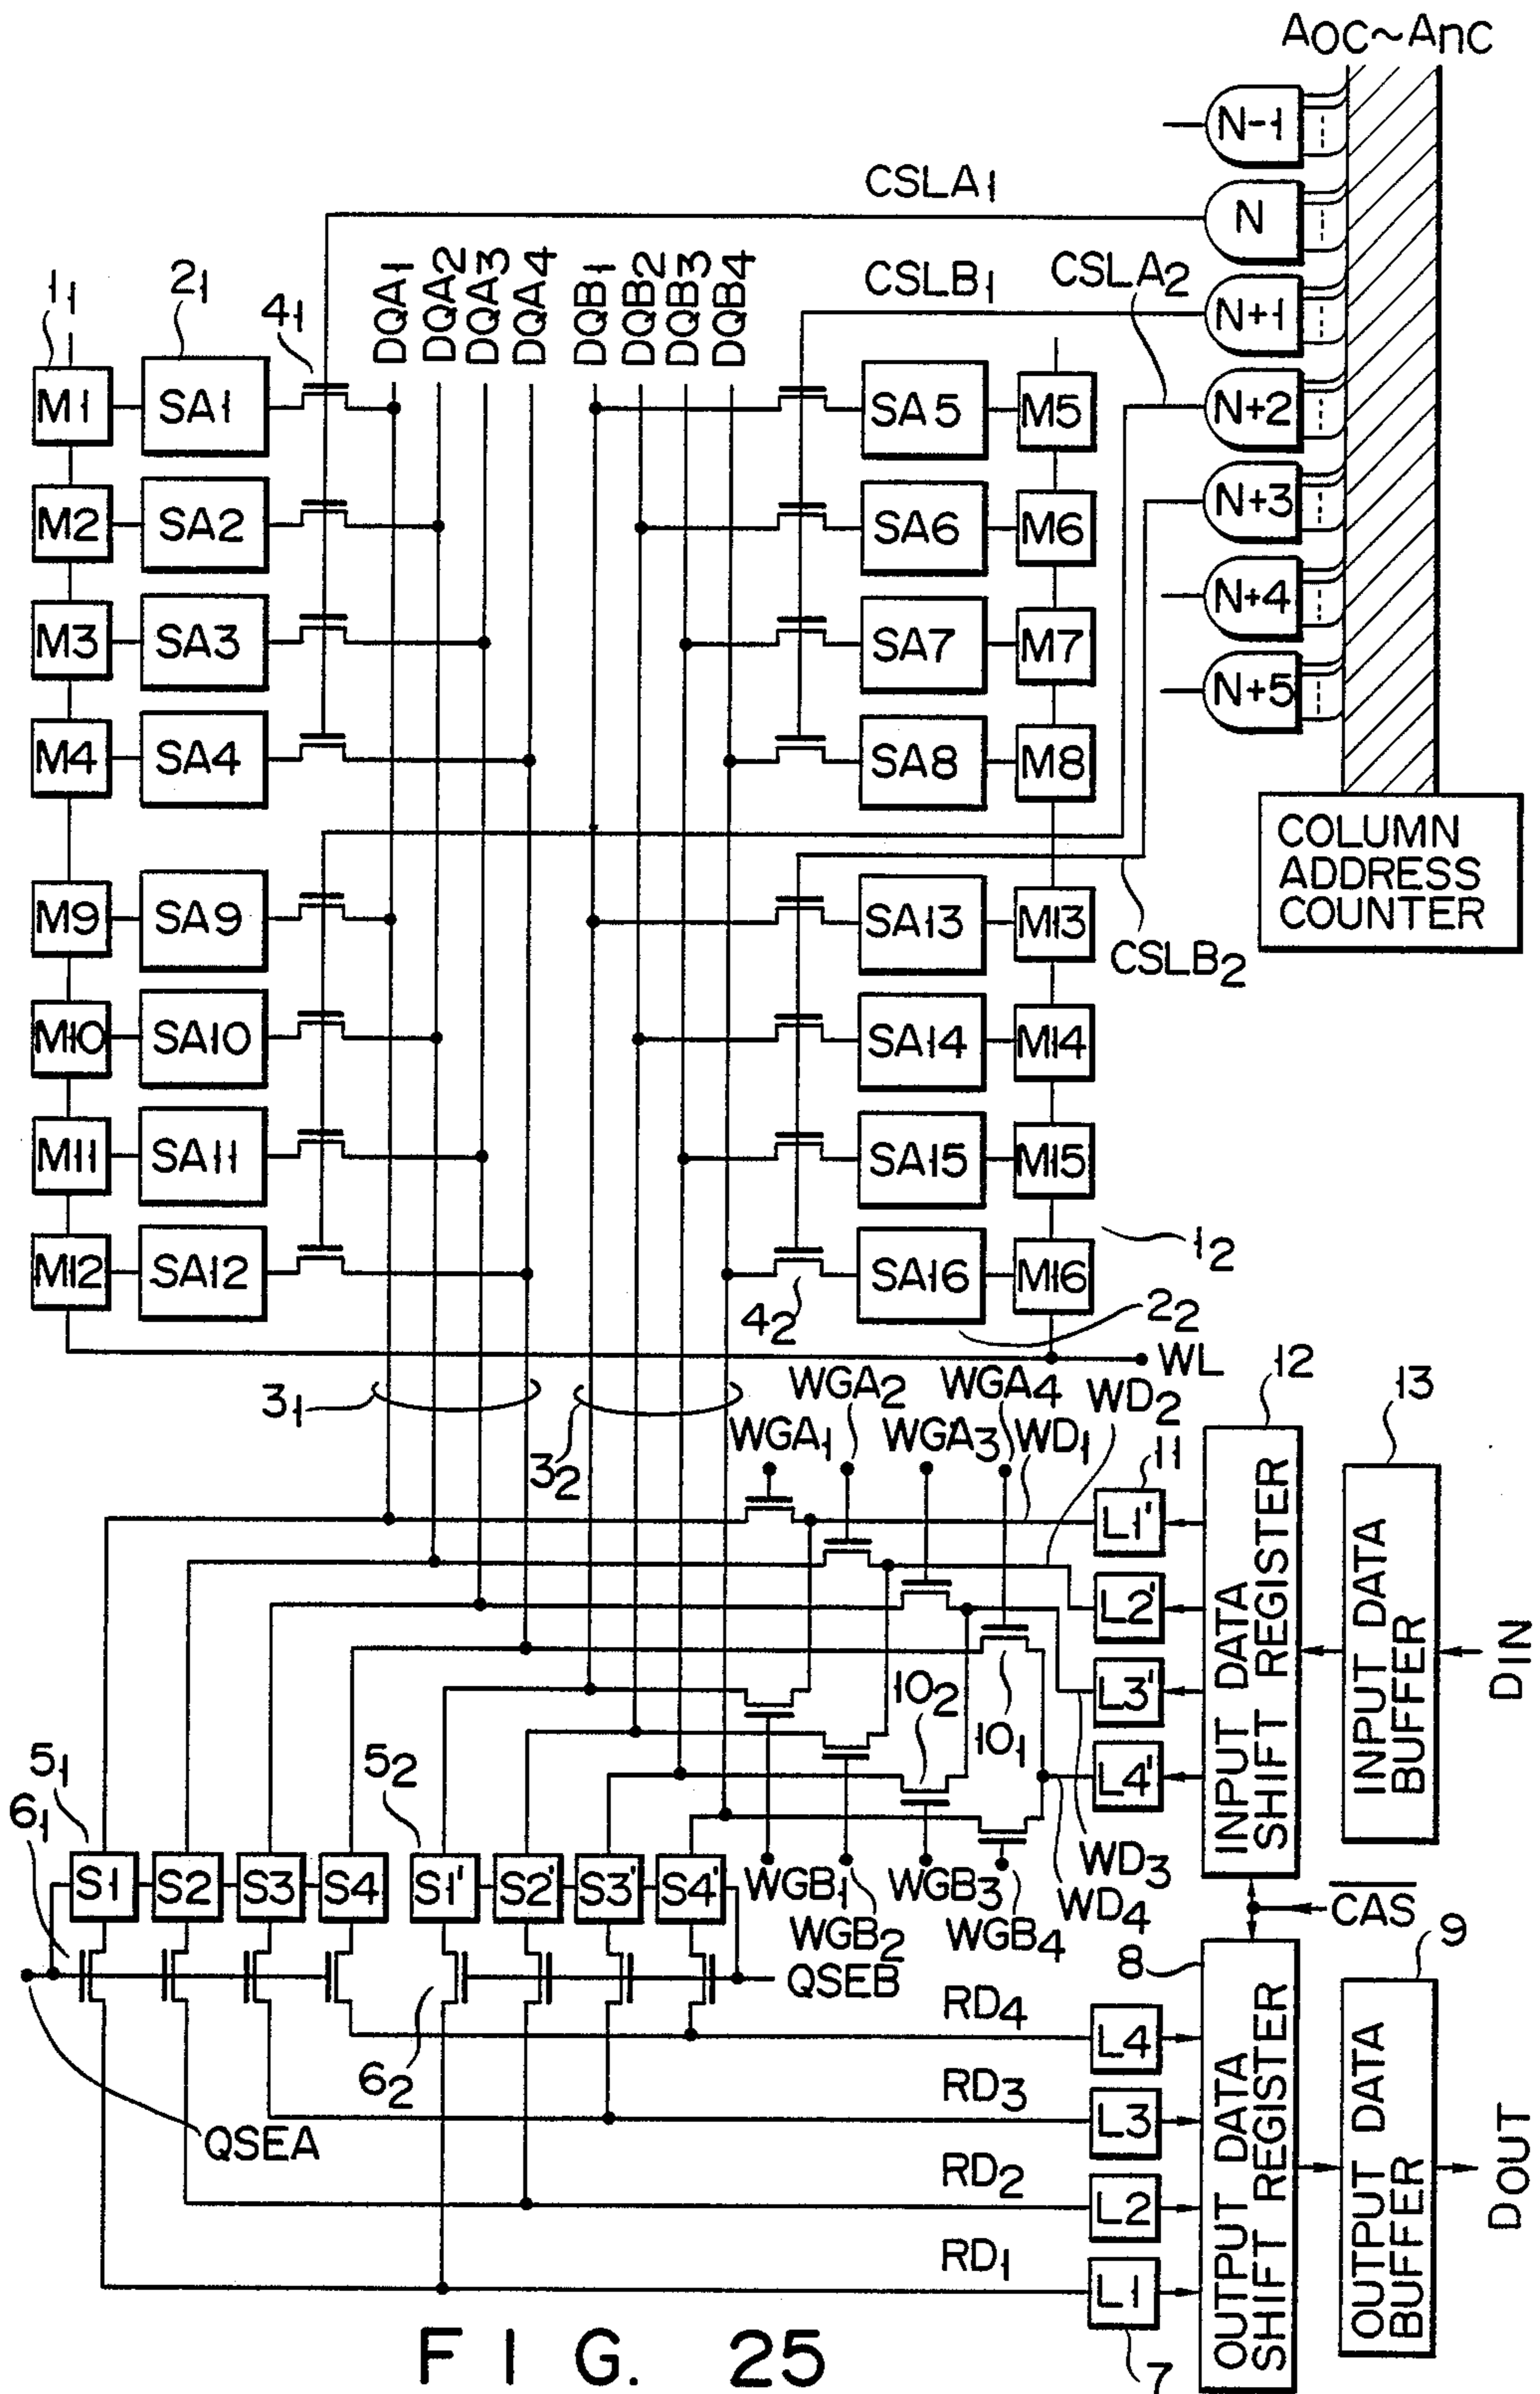 A0C~AnC
N-1
CSLA1
N
CSLB1
CSLA2
N+1
N+2
N+3
N+4
N+5
COLUMN
ADDRESS
COUNTER
11
21
41
DQA1
DQA2
DQA3
DQA4
DQB1
DQB2
DQB3
DQB4
M1
SA1
SA5
M5
M2
SA2
SA6
M6
M3
SA3
SA7
M7
M4
SA4
SA8
M8
M9
SA9
SA13
M13
CSLB2
M10
SA10
SA14
M14
M11
SA11
SA15
M15
M12
SA12
SA16
M16
12
42
22
WL
31
32
WGA1
WGA2
WGA3
WGA4
WD1
WD2
11
12
13
L1'
L2'
L3'
L4'
INPUT DATA
SHIFT REGISTER
INPUT DATA
BUFFER
DIN
102
101
51
61
52
S1
S2
S3
S4
S1'
S2'
S3'
S4'
WGB1
WGB2
WGB3
WGB4
WD3
WD4
CAS
QSEB
8
9
62
QSEA
RD4
L4
RD3
L3
RD2
L2
RD1
L1
7
OUTPUT DATA
SHIFT REGISTER
OUTPUT DATA
BUFFER
DOUT
FIG. 25